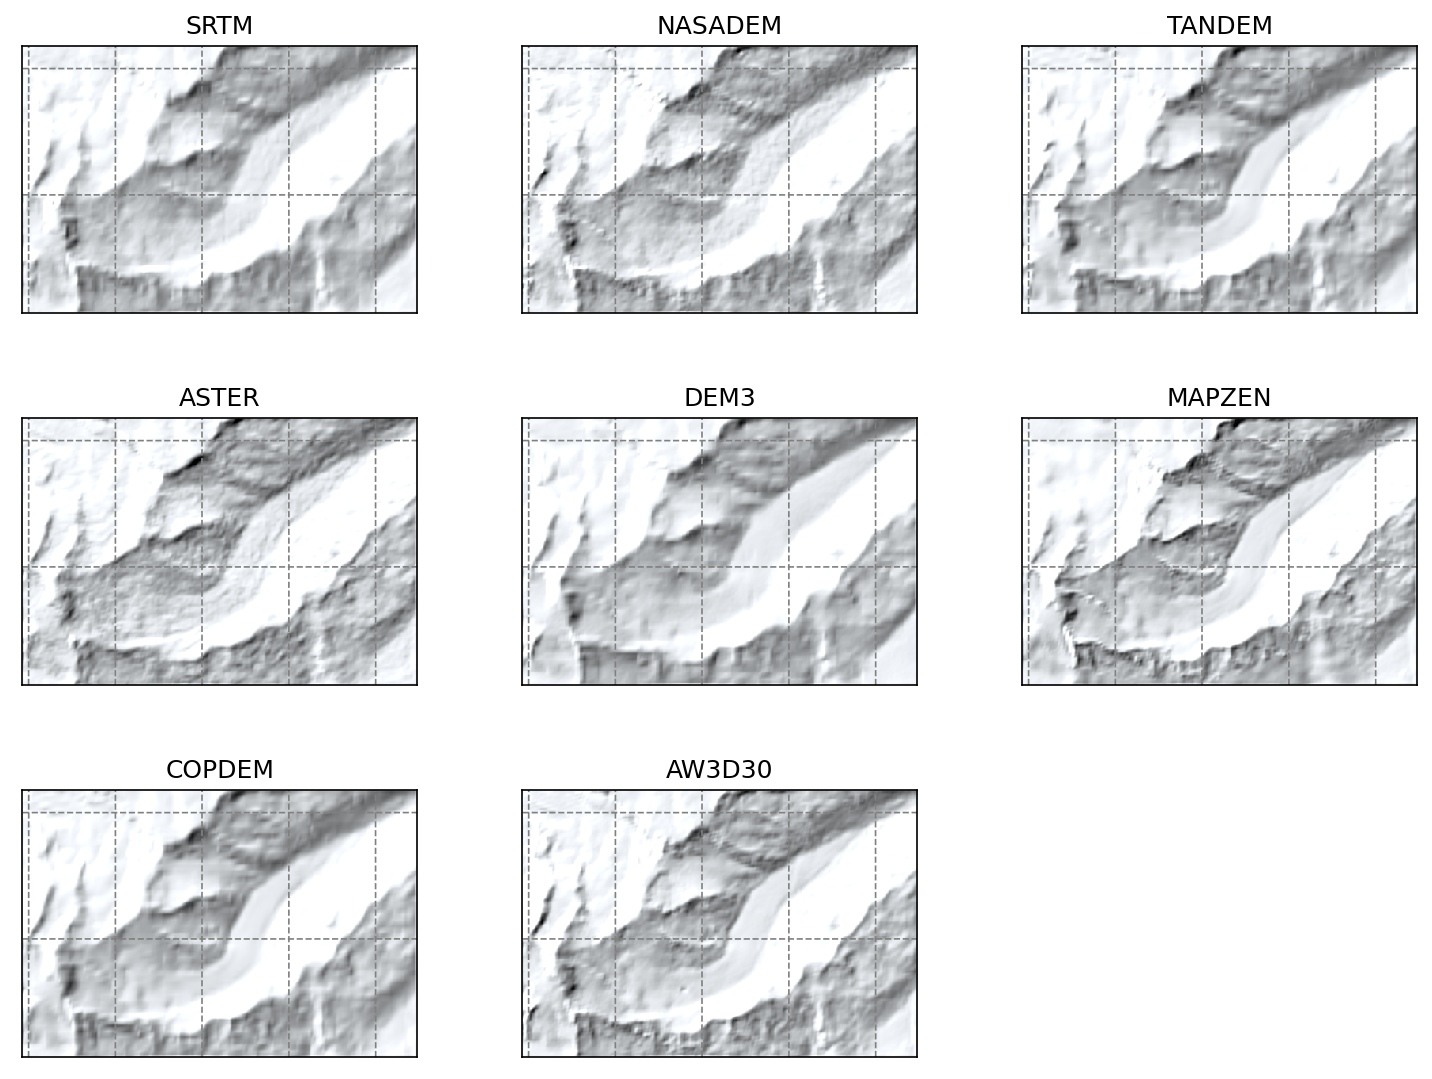 SRTM
NASADEM
TANDEM
ASTER
DEM3
MAPZEN
COPDEM
AW3D30